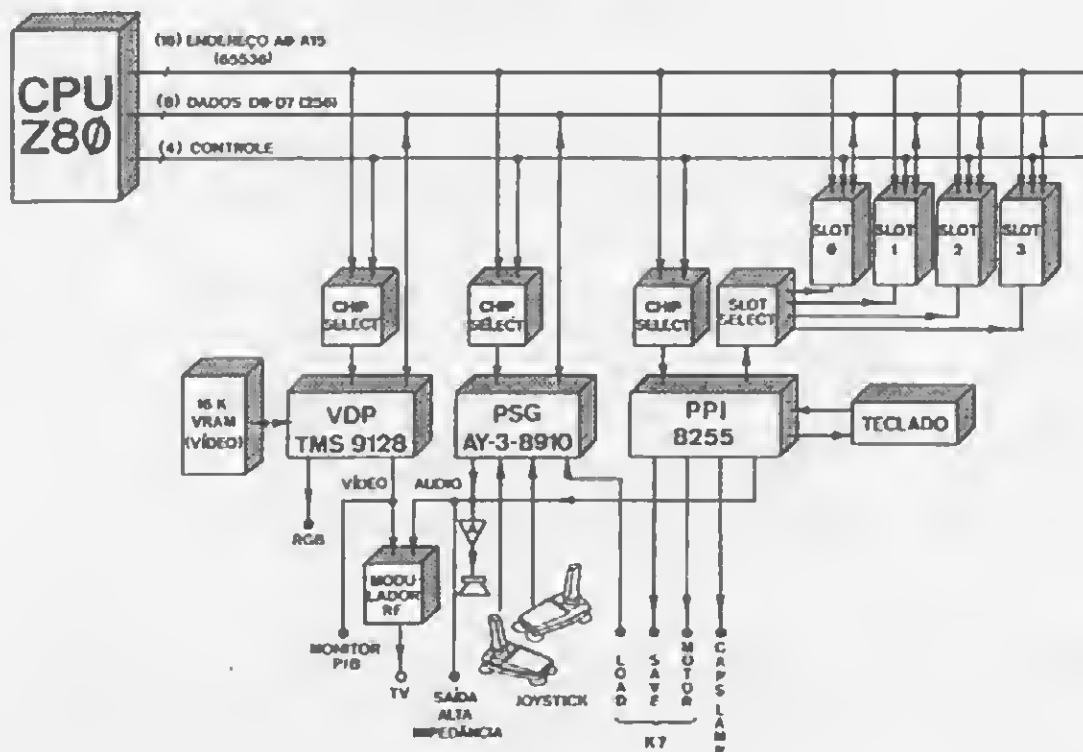 CPU
Z80
(16) ENDEREÇO A0 A15
(65536)
(8) DADOS D0-D7 (256)
(4) CONTROLE
SLOT
0
SLOT
1
SLOT
2
SLOT
3
CHIP
SELECT
CHIP
SELECT
CHIP
SELECT
SLOT
SELECT
16 K
VRAM
(VÍDEO)
VDP
TMS 9128
PSG
AY-3-8910
PPI
8255
TECLADO
VÍDEO
AUDIO
RGB
A
MODU
LADOR
RF
MONITOR
P/B
TV
SAÍDA
ALTA
IMPEDÂNCIA
JOYSTICK
LOAD
SAVE
MOTOR
CAPS LAMP
K7